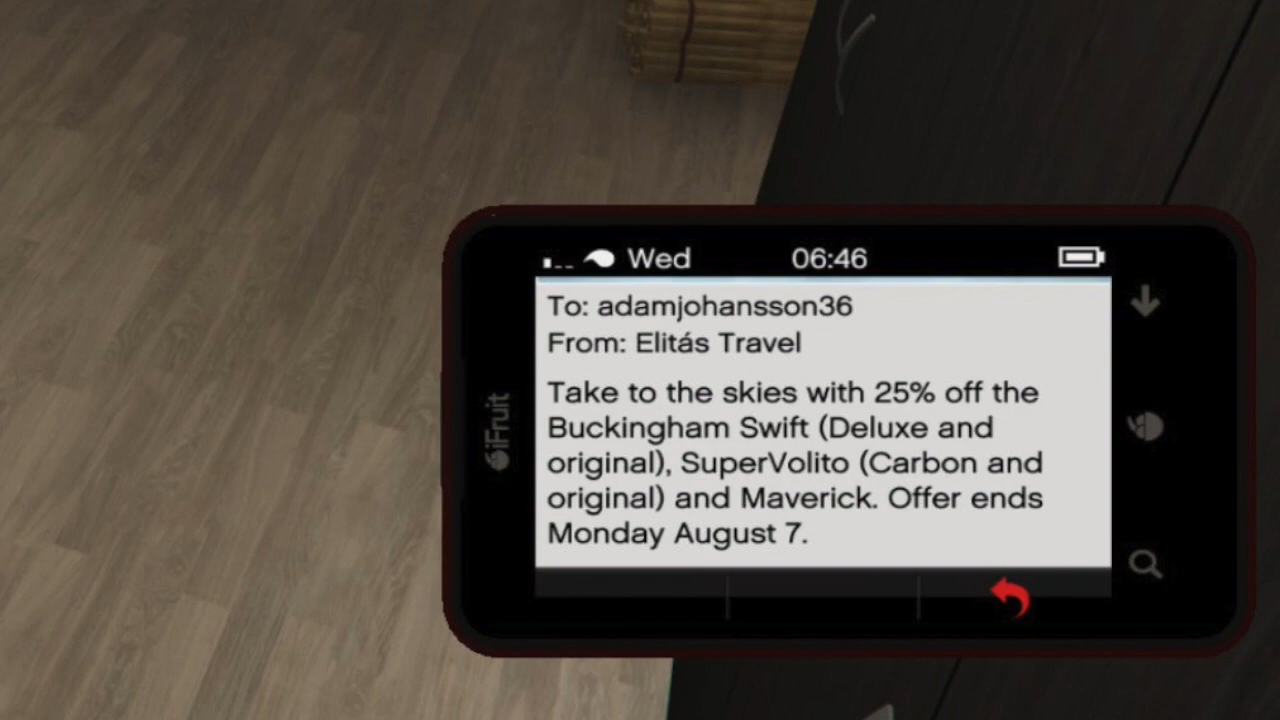 Wed 06:46
To: adamjohansson36
From: Elitás Travel
Take to the skies with 25% off the
Buckingham Swift (Deluxe and
original), SuperVolito (Carbon and
original) and Maverick. Offer ends
Monday August 7.
iFruit